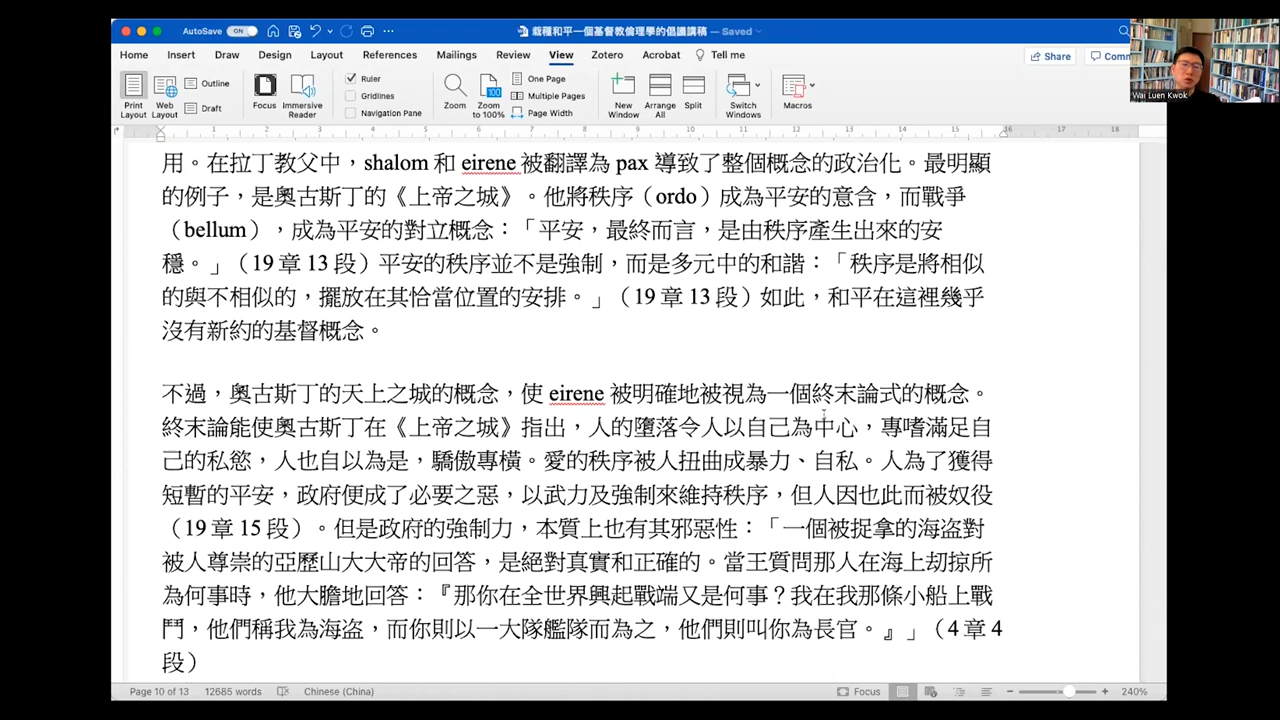 AutoSave ON 栽種和平一個基督教倫理學的倡議講稿 — Saved
Home Insert Draw Design Layout References Mailings Review View Zotero Acrobat Tell me Share Comm
Print Layout Web Layout Outline Draft Focus Immersive Reader Ruler Gridlines Navigation Pane Zoom Zoom to 100% One Page Multiple Pages Page Width New Window Arrange All Split Switch Windows Macros
Wai Luen Kwok
1 2 3 4 5 6 7 8 9 10 11 12 13 14 15 16 17 18
用。在拉丁教父中，shalom 和 eirene 被翻譯為 pax 導致了整個概念的政治化。最明顯
的例子，是奧古斯丁的《上帝之城》。他將秩序（ordo）成為平安的意含，而戰爭
（bellum），成為平安的對立概念：「平安，最終而言，是由秩序產生出來的安
穩。」（19 章 13 段）平安的秩序並不是強制，而是多元中的和諧：「秩序是將相似
的與不相似的，擺放在其恰當位置的安排。」（19 章 13 段）如此，和平在這裡幾乎
沒有新約的基督概念。
不過，奧古斯丁的天上之城的概念，使 eirene 被明確地被視為一個終末論式的概念。
終末論能使奧古斯丁在《上帝之城》指出，人的墮落令人以自己為中心，專嗜滿足自
己的私慾，人也自以為是，驕傲專橫。愛的秩序被人扭曲成暴力、自私。人為了獲得
短暫的平安，政府便成了必要之惡，以武力及強制來維持秩序，但人因也此而被奴役
（19 章 15 段）。但是政府的強制力，本質上也有其邪惡性：「一個被捉拿的海盜對
被人尊崇的亞歷山大大帝的回答，是絕對真實和正確的。當王質問那人在海上劫掠所
為何事時，他大膽地回答：『那你在全世界興起戰端又是何事？我在我那條小船上戰
鬥，他們稱我為海盜，而你則以一大隊艦隊而為之，他們則叫你為長官。』」（4 章 4
段）
Page 10 of 13 12685 words Chinese (China) Focus 240%